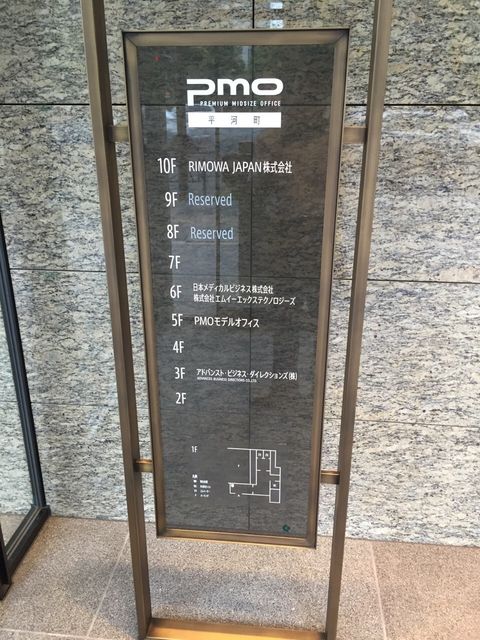 pmo
PREMIUM MIDSIZE OFFICE
平河町
10F RIMOWA JAPAN株式会社
9F Reserved
8F Reserved
7F
6F 日本メディカルビジネス株式会社
株式会社エムイーエックステクノロジーズ
5F PMOモデルオフィス
4F
3F アドバンスト・ビジネス・ダイレクションズ(株)
ADVANCED BUSINESS DIRECTIONS CO.,LTD.
2F
1F